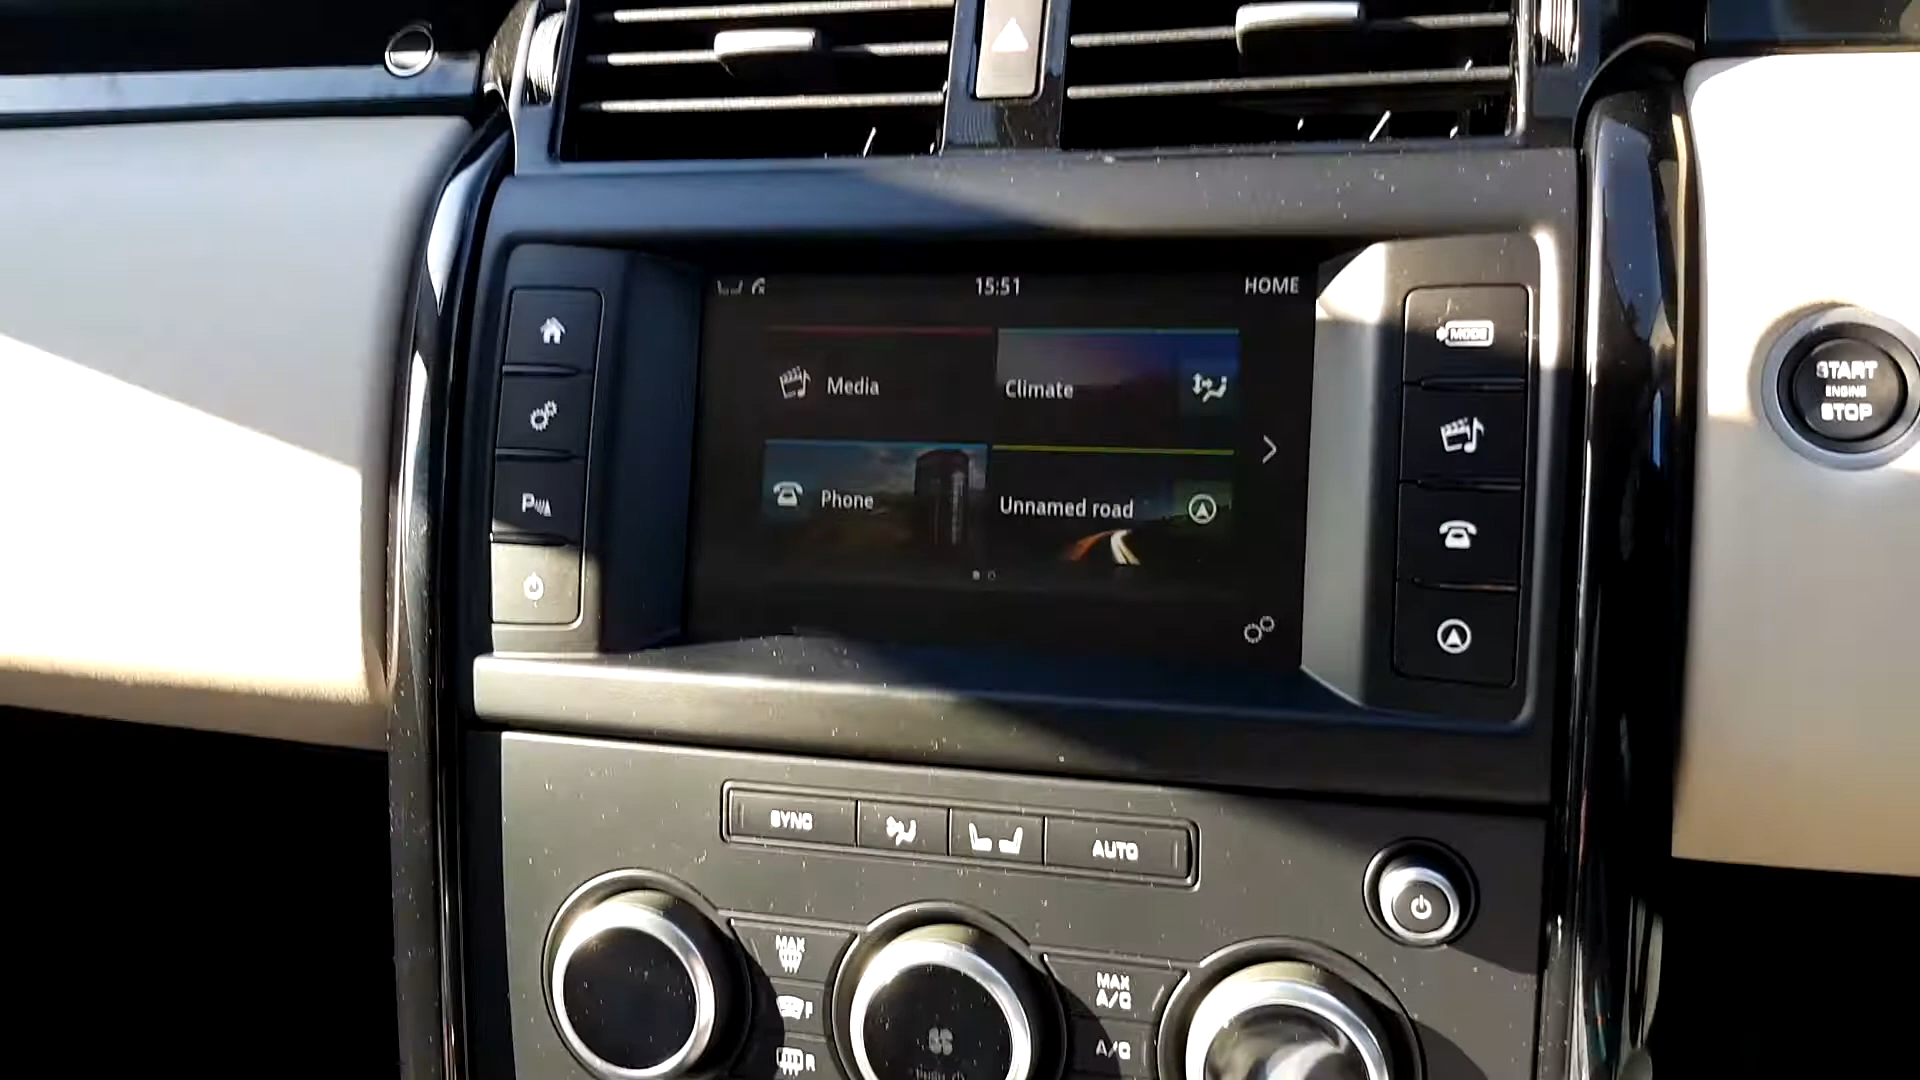 15:51
HOME
Media
Climate
Phone
Unnamed road
MODE
START
ENGINE
STOP
P
SYNC
AUTO
MAX
MAX
A/C
F
A/C
R